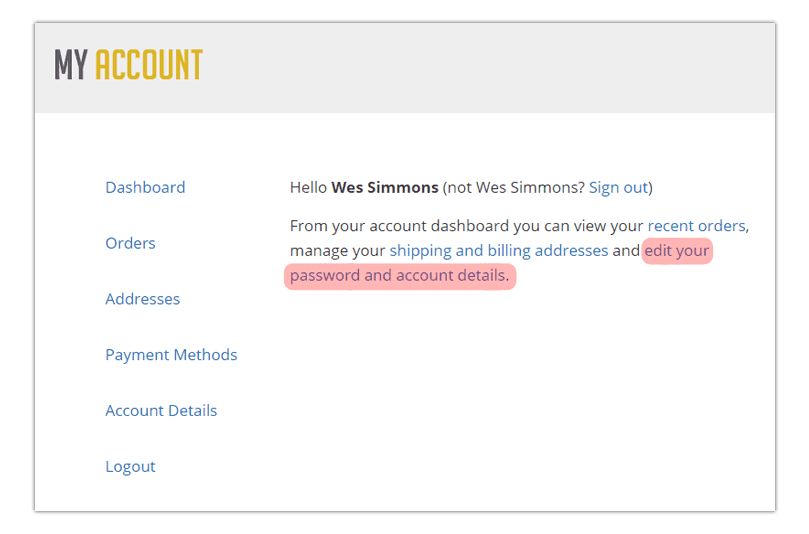 MY ACCOUNT
Dashboard
Orders
Addresses
Payment Methods
Account Details
Logout
Hello Wes Simmons (not Wes Simmons? Sign out)
From your account dashboard you can view your recent orders,
manage your shipping and billing addresses and edit your
password and account details.